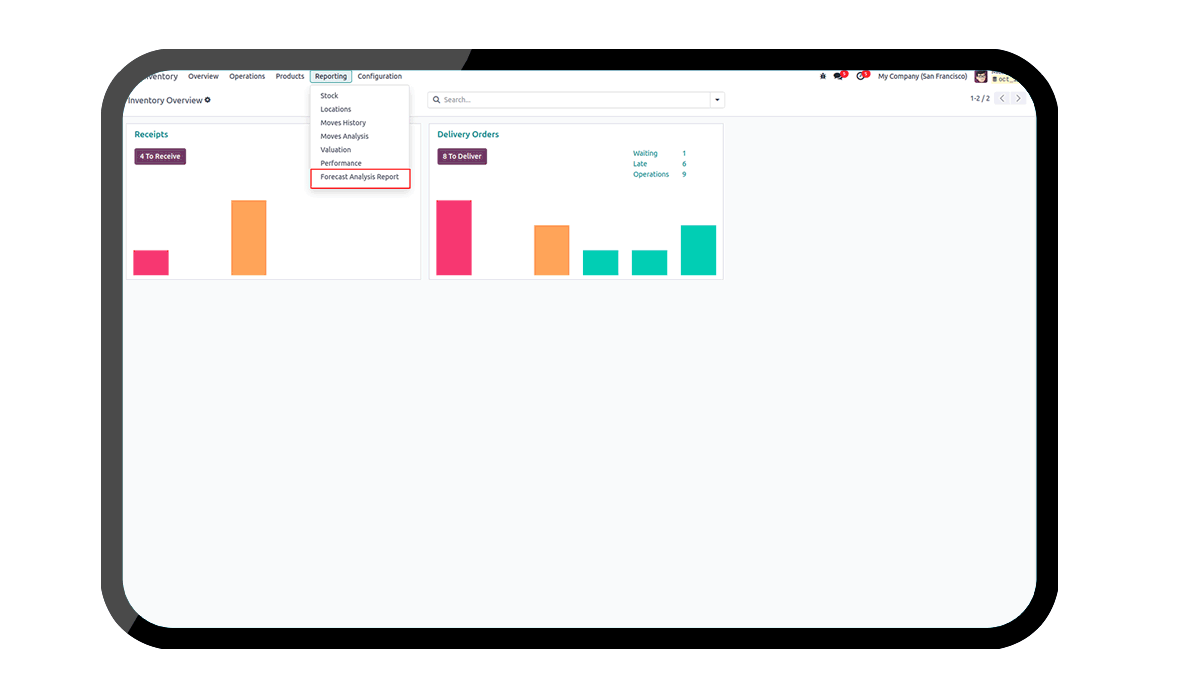 Inventory Overview Operations Products Reporting Configuration
1 1 My Company (San Francisco)
Inventory Overview
Search...
1-2 / 2
Stock
Locations
Moves History
Moves Analysis
Valuation
Performance
Forecast Analysis Report
Receipts
4 To Receive
Delivery Orders
8 To Deliver
Waiting 1
Late 6
Operations 9